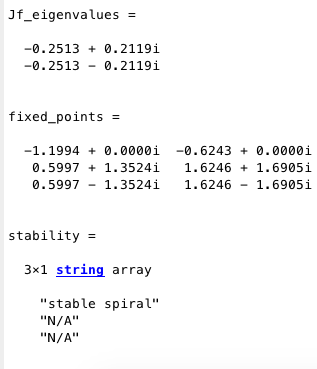 Jf_eigenvalues =
-0.2513 + 0.2119i
-0.2513 - 0.2119i
fixed_points =
-1.1994 + 0.0000i -0.6243 + 0.0000i
0.5997 + 1.3524i 1.6246 + 1.6905i
0.5997 - 1.3524i 1.6246 - 1.6905i
stability =
3×1 string array
"stable spiral"
"N/A"
"N/A"